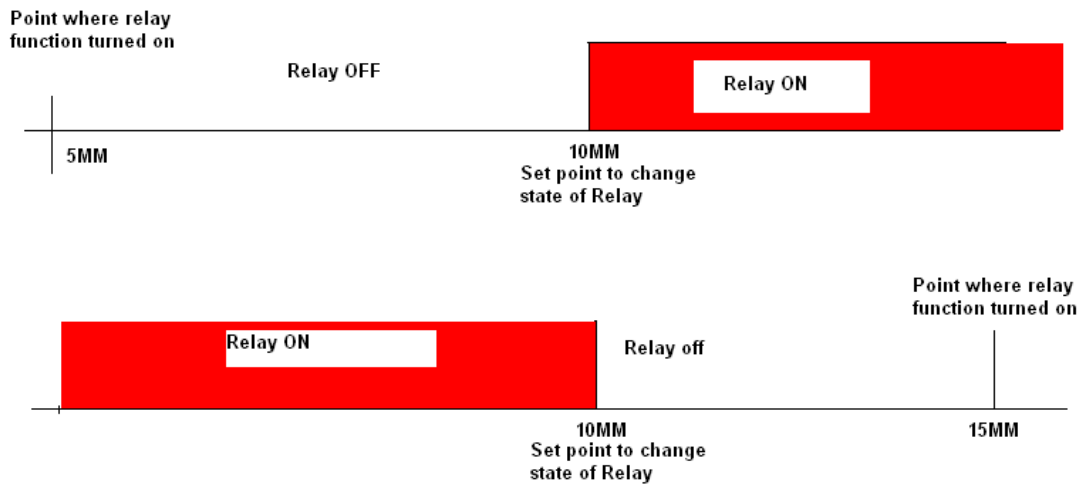 Point where relay
function turned on
Relay OFF
Relay ON
5MM
10MM
Set point to change
state of Relay
Point where relay
function turned on
Relay ON
Relay off
10MM
15MM
Set point to change
state of Relay